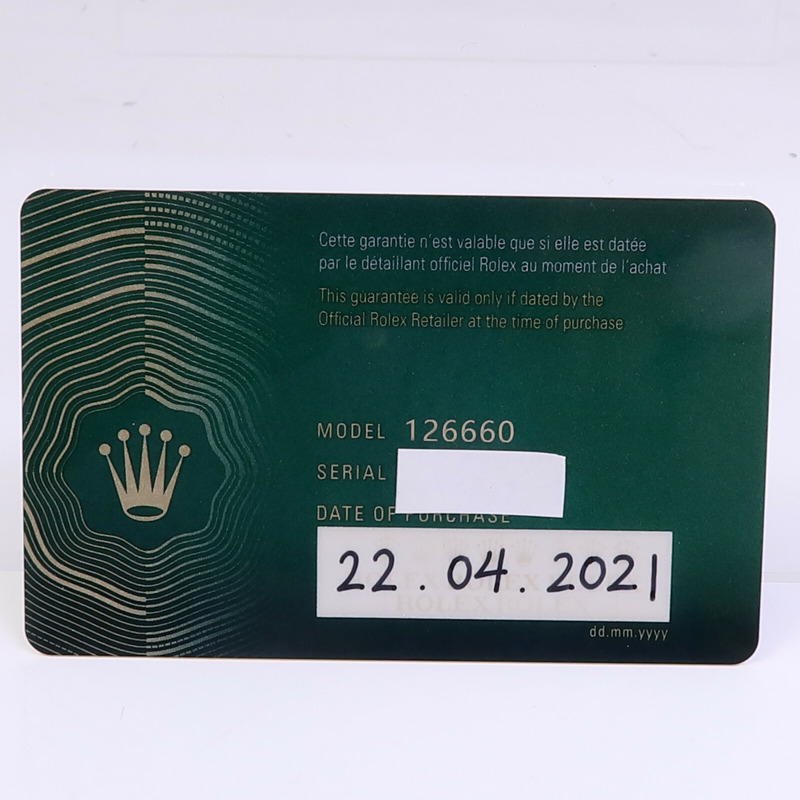 Cette garantie n'est valable que si elle est datée
par le détaillant officiel Rolex au moment de l'achat
This guarantee is valid only if dated by the
Official Rolex Retailer at the time of purchase
MODEL 126660
SERIAL
DATE OF PURCHASE
22.04.2021
ROLEX ROLEX
dd.mm.yyyy